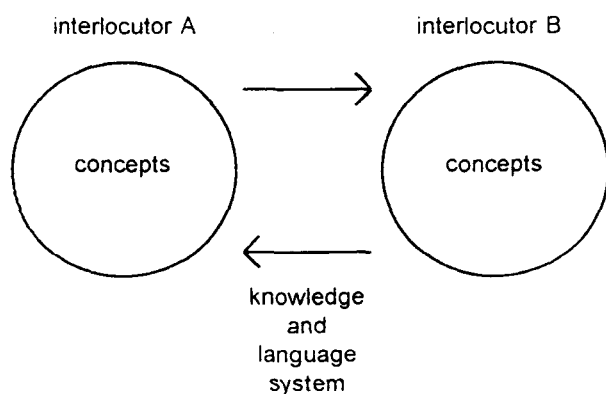 interlocutor A
interlocutor B
concepts
concepts
knowledge
and
language
system